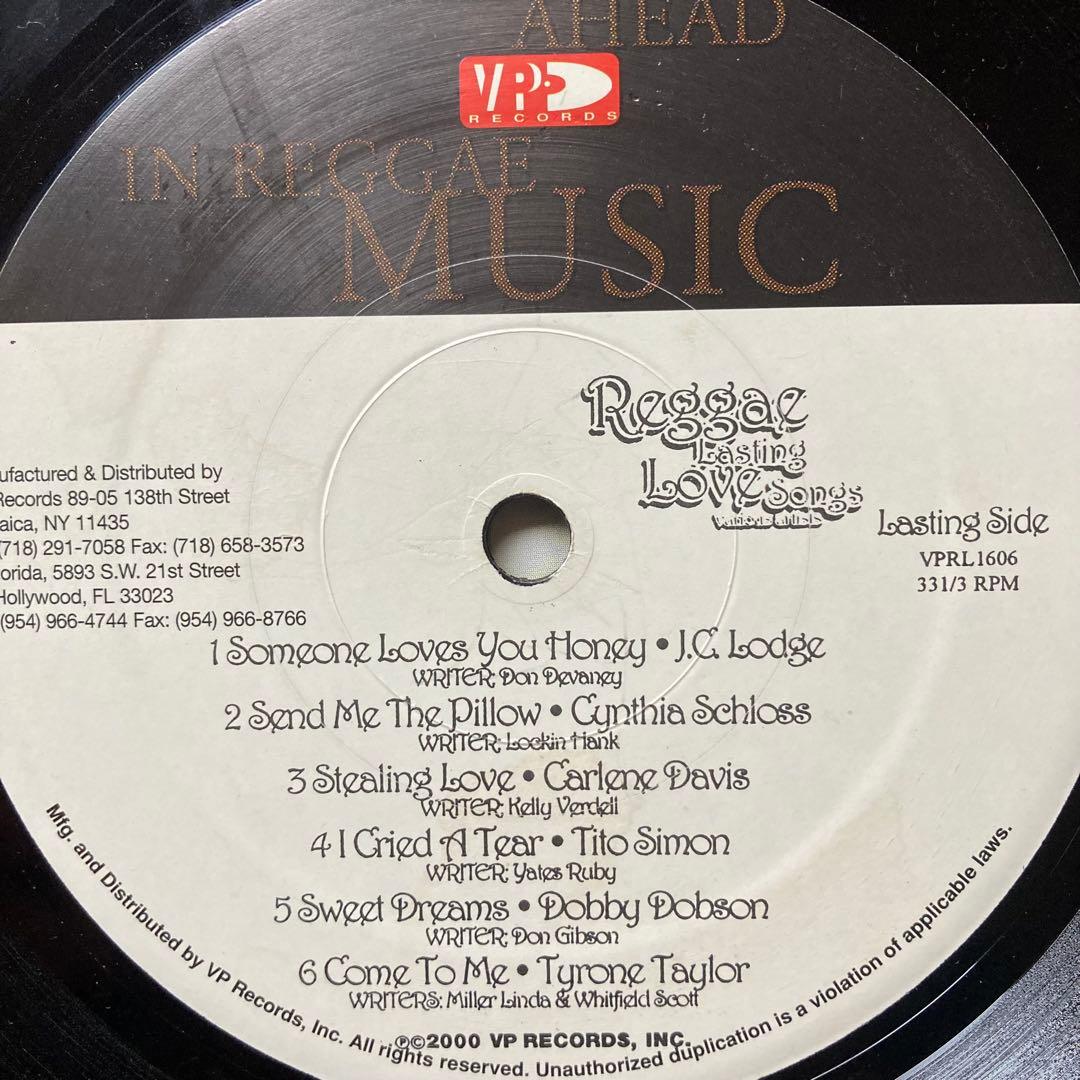 AHEAD
VP
RECORDS
IN REGGAE
MUSIC
Reggae
Lasting
Love Songs
various artists
Lasting Side
VPRL1606
331/3 RPM
ufactured & Distributed by
Records 89-05 138th Street
aica, NY 11435
(718) 291-7058 Fax: (718) 658-3573
orida, 5893 S.W. 21st Street
Hollywood, FL 33023
(954) 966-4744 Fax: (954) 966-8766
1 Someone Loves You Honey • J.C. Lodge
WRITER: Don Devaney
2 Send Me The Pillow • Cynthia Schloss
WRITER: Lockin Hank
3 Stealing Love • Carlene Davis
WRITER: Kelly Verdell
4 I Cried A Tear • Tito Simon
WRITER: Yates Ruby
5 Sweet Dreams • Dobby Dobson
WRITER: Don Gibson
6 Come To Me • Tyrone Taylor
WRITERS: Miller Linda & Whitfield Scott
℗©2000 VP RECORDS, INC.
Mfg. and Distributed by VP Records, Inc. All rights reserved. Unauthorized duplication is a violation of applicable laws.